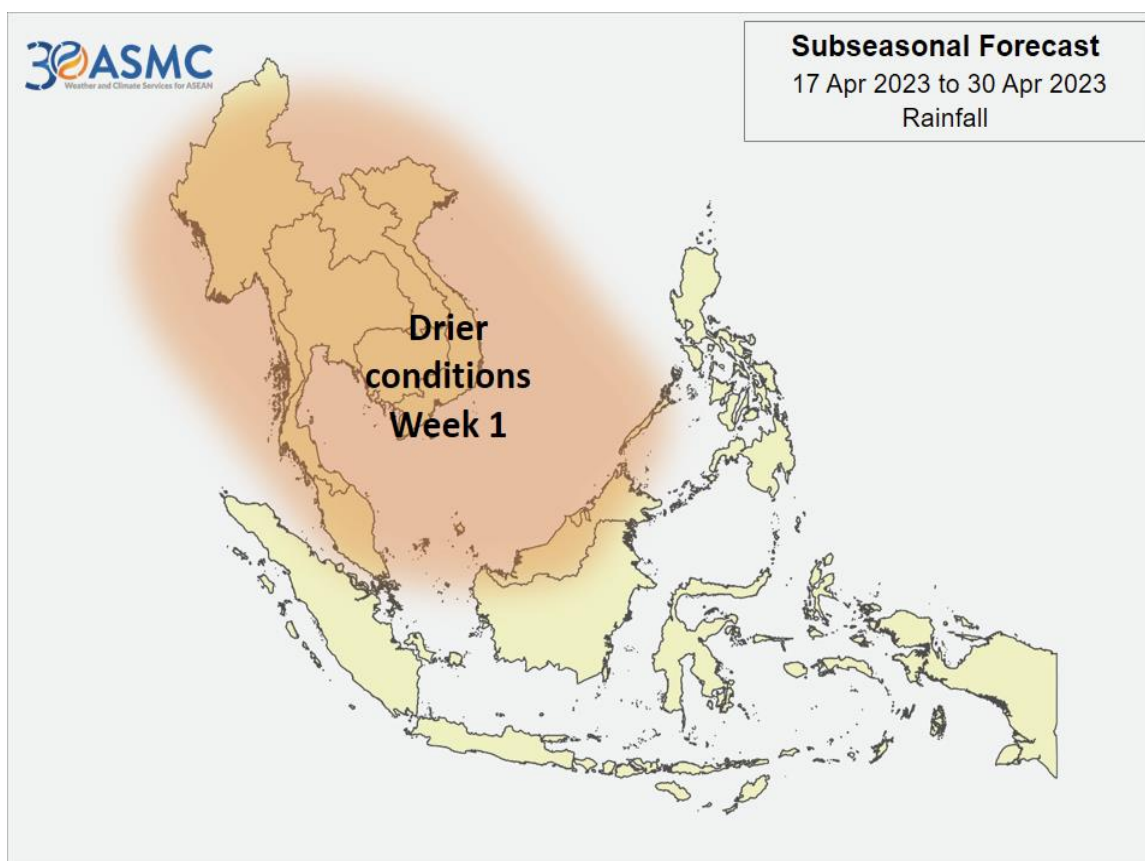 30 ASMC
Weather and Climate Services for ASEAN
Subseasonal Forecast
17 Apr 2023 to 30 Apr 2023
Rainfall
Drier
conditions
Week 1